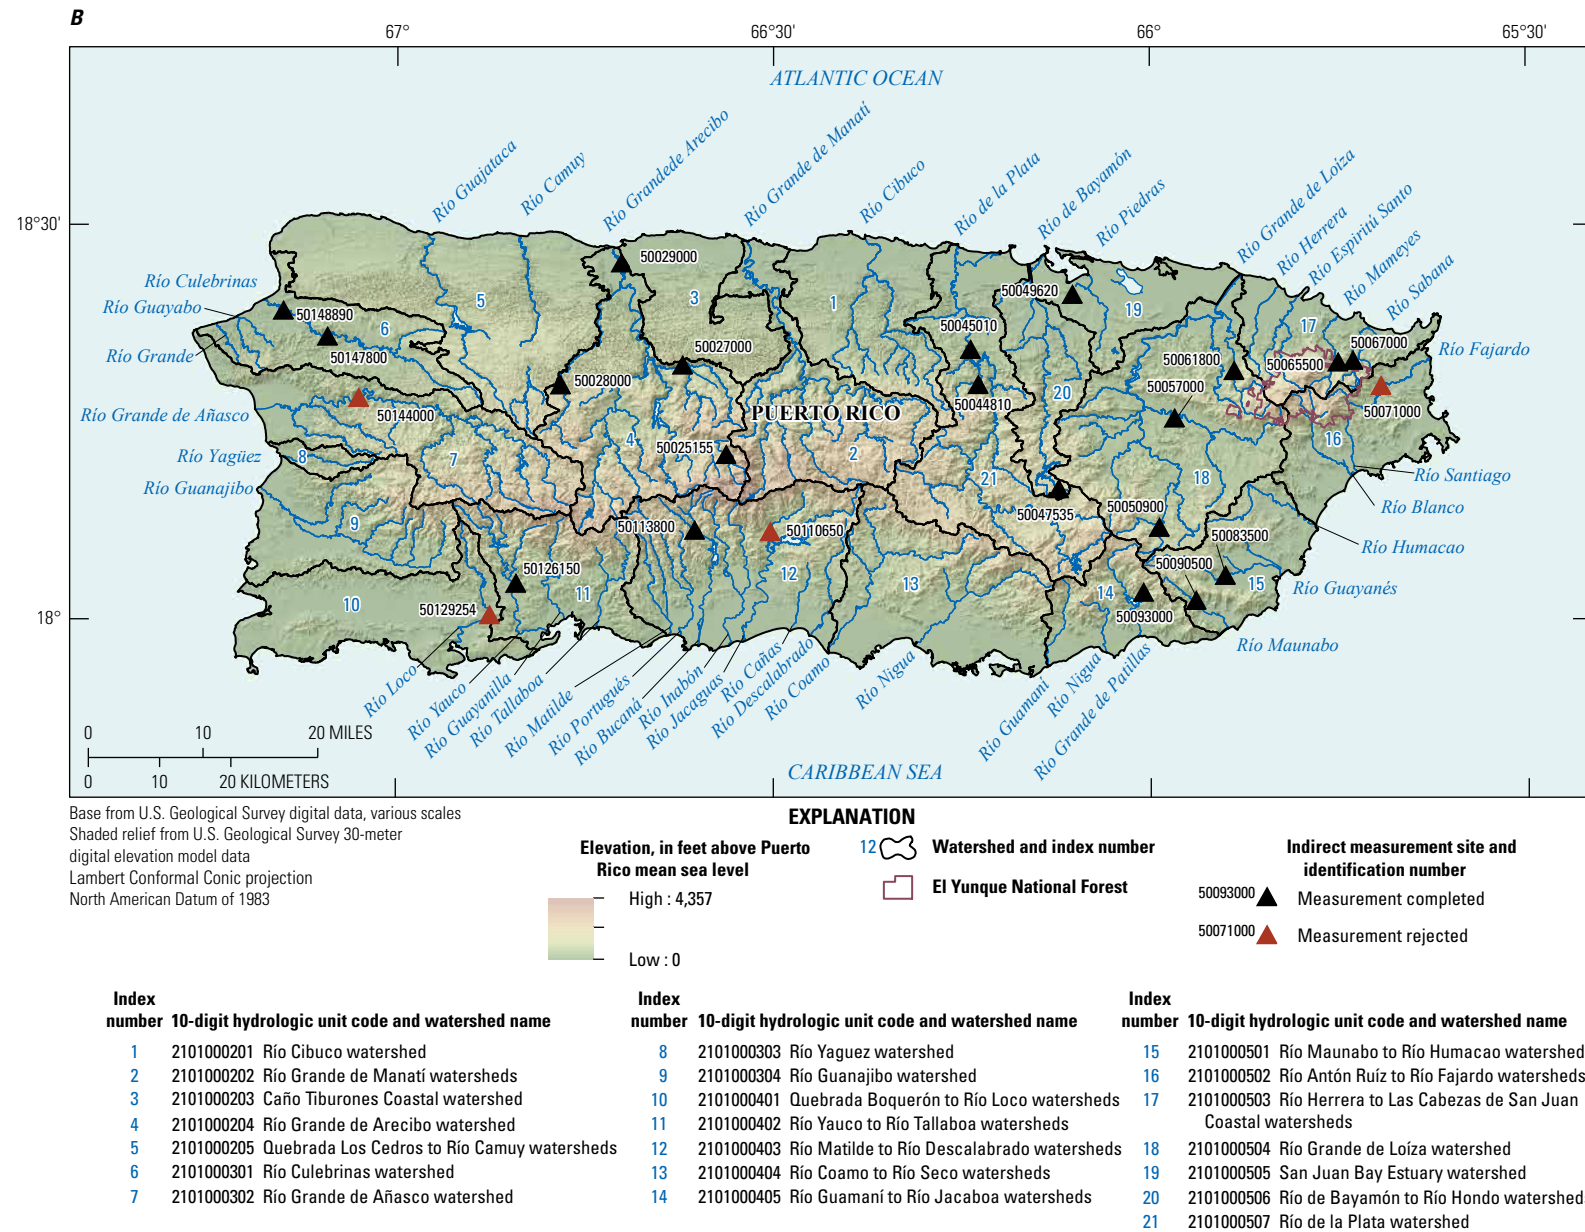 B
67°
66°30'
66°
65°30'
ATLANTIC OCEAN
18°30'
18°
Río Guajataca
Río Camuy
Río Grandede Arecibo
Río Grande de Manatí
Río Cibuco
Río de la Plata
Río de Bayamón
Río Piedras
Río Grande de Loíza
Río Herrera
Río Espiritú Santo
Río Mameyes
Río Sabana
Río Fajardo
Río Culebrinas
Río Guayabo
Río Grande
Río Grande de Añasco
Río Yagüez
Río Guanajibo
50029000
50148890
50147800
50144000
50028000
50027000
50025155
50049620
50045010
50044810
50047535
50061800
50057000
50065500
50067000
50071000
50050900
50083500
50090500
50093000
50113800
50110650
50126150
50129254
PUERTO RICO
1
2
3
4
5
6
7
8
9
10
11
12
13
14
15
16
17
18
19
20
21
Río Santiago
Río Blanco
Río Humacao
Río Guayanés
Río Maunabo
Río Loco
Río Yauco
Río Guayanilla
Río Tallaboa
Río Matilde
Río Portugués
Río Bucaná
Río Inabón
Río Jacaguas
Río Cañas
Río Descalabrado
Río Coamo
Río Nigua
Río Guamaní
Río Nigua
Río Grande de Patillas
CARIBBEAN SEA
0 10 20 MILES
0 10 20 KILOMETERS
Base from U.S. Geological Survey digital data, various scales
Shaded relief from U.S. Geological Survey 30-meter
digital elevation model data
Lambert Conformal Conic projection
North American Datum of 1983
EXPLANATION
Elevation, in feet above Puerto
Rico mean sea level
High : 4,357
Low : 0
12 Watershed and index number
El Yunque National Forest
Indirect measurement site and
identification number
50093000 Measurement completed
50071000 Measurement rejected
Index
number 10-digit hydrologic unit code and watershed name
1 2101000201 Río Cibuco watershed
2 2101000202 Río Grande de Manatí watersheds
3 2101000203 Caño Tiburones Coastal watershed
4 2101000204 Río Grande de Arecibo watershed
5 2101000205 Quebrada Los Cedros to Río Camuy watersheds
6 2101000301 Río Culebrinas watershed
7 2101000302 Río Grande de Añasco watershed
Index
number 10-digit hydrologic unit code and watershed name
8 2101000303 Río Yaguez watershed
9 2101000304 Río Guanajibo watershed
10 2101000401 Quebrada Boquerón to Río Loco watersheds
11 2101000402 Río Yauco to Río Tallaboa watersheds
12 2101000403 Río Matilde to Río Descalabrado watersheds
13 2101000404 Río Coamo to Río Seco watersheds
14 2101000405 Río Guamaní to Río Jacaboa watersheds
Index
number 10-digit hydrologic unit code and watershed name
15 2101000501 Río Maunabo to Río Humacao watershed
16 2101000502 Río Antón Ruíz to Río Fajardo watersheds
17 2101000503 Río Herrera to Las Cabezas de San Juan
Coastal watersheds
18 2101000504 Río Grande de Loíza watershed
19 2101000505 San Juan Bay Estuary watershed
20 2101000506 Río de Bayamón to Río Hondo watersheds
21 2101000507 Río de la Plata watershed